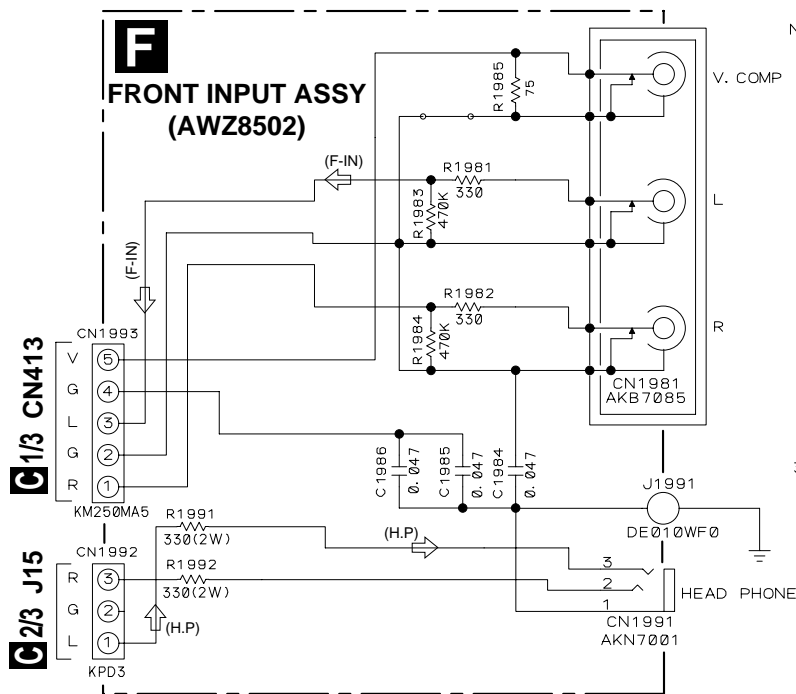 N
F
FRONT INPUT ASSY
(AWZ8502)
R1985
75
V. COMP
(F-IN)
R1981
330
R1983
470K
L
(F-IN)
R1982
330
R1984
470K
R
CN1981
AKB7085
CN1993
V 5
G 4
L 3
G 2
R 1
KM250MA5
C 1/3 CN413
C1986
0.047
C1985
0.047
C1984
0.047
J1991
DE010WF0
R1991
330(2W)
(H.P)
CN1992
R1992
330(2W)
R 3
G 2
L 1
KPD3
C 2/3 J15
(H.P)
3
2
1
HEAD PHONE
CN1991
AKN7001